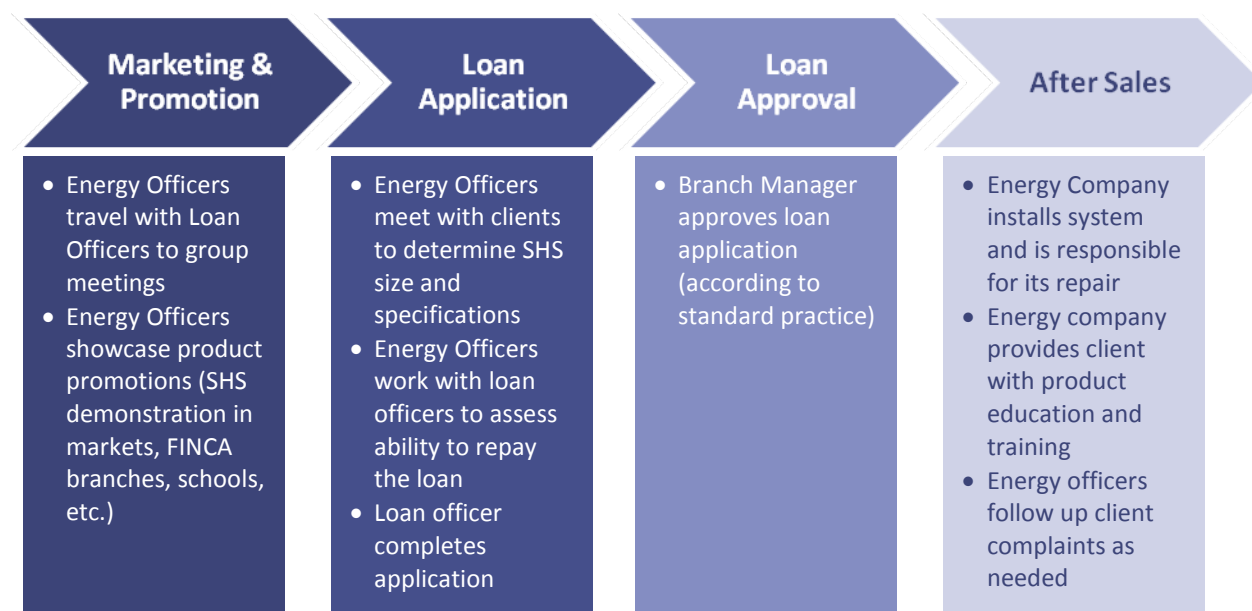 Marketing &
Promotion
Loan
Application
Loan
Approval
After Sales
• Energy Officers
travel with Loan
Officers to group
meetings
• Energy Officers
showcase product
promotions (SHS
demonstration in
markets, FINCA
branches, schools,
etc.)
• Energy Officers
meet with clients
to determine SHS
size and
specifications
• Energy Officers
work with loan
officers to assess
ability to repay
the loan
• Loan officer
completes
application
• Branch Manager
approves loan
application
(according to
standard practice)
• Energy Company
installs system
and is responsible
for its repair
• Energy company
provides client
with product
education and
training
• Energy officers
follow up client
complaints as
needed